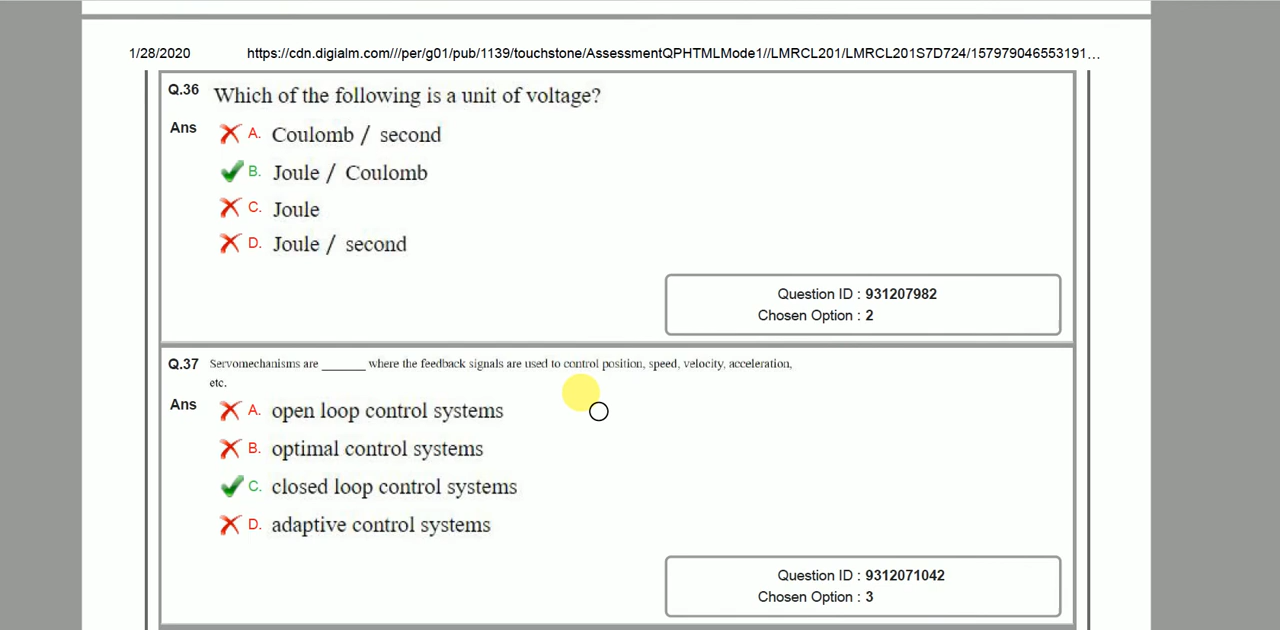 1/28/2020 https://cdn.digialm.com///per/g01/pub/1139/touchstone/AssessmentQPHTMLMode1//LMRCL201/LMRCL201S7D724/157979046553191...
Q.36 Which of the following is a unit of voltage?
Ans A. Coulomb / second
B. Joule / Coulomb
C. Joule
D. Joule / second
Question ID : 931207982
Chosen Option : 2
Q.37 Servomechanisms are _______ where the feedback signals are used to control position, speed, velocity, acceleration,
etc.
Ans A. open loop control systems
B. optimal control systems
C. closed loop control systems
D. adaptive control systems
Question ID : 9312071042
Chosen Option : 3